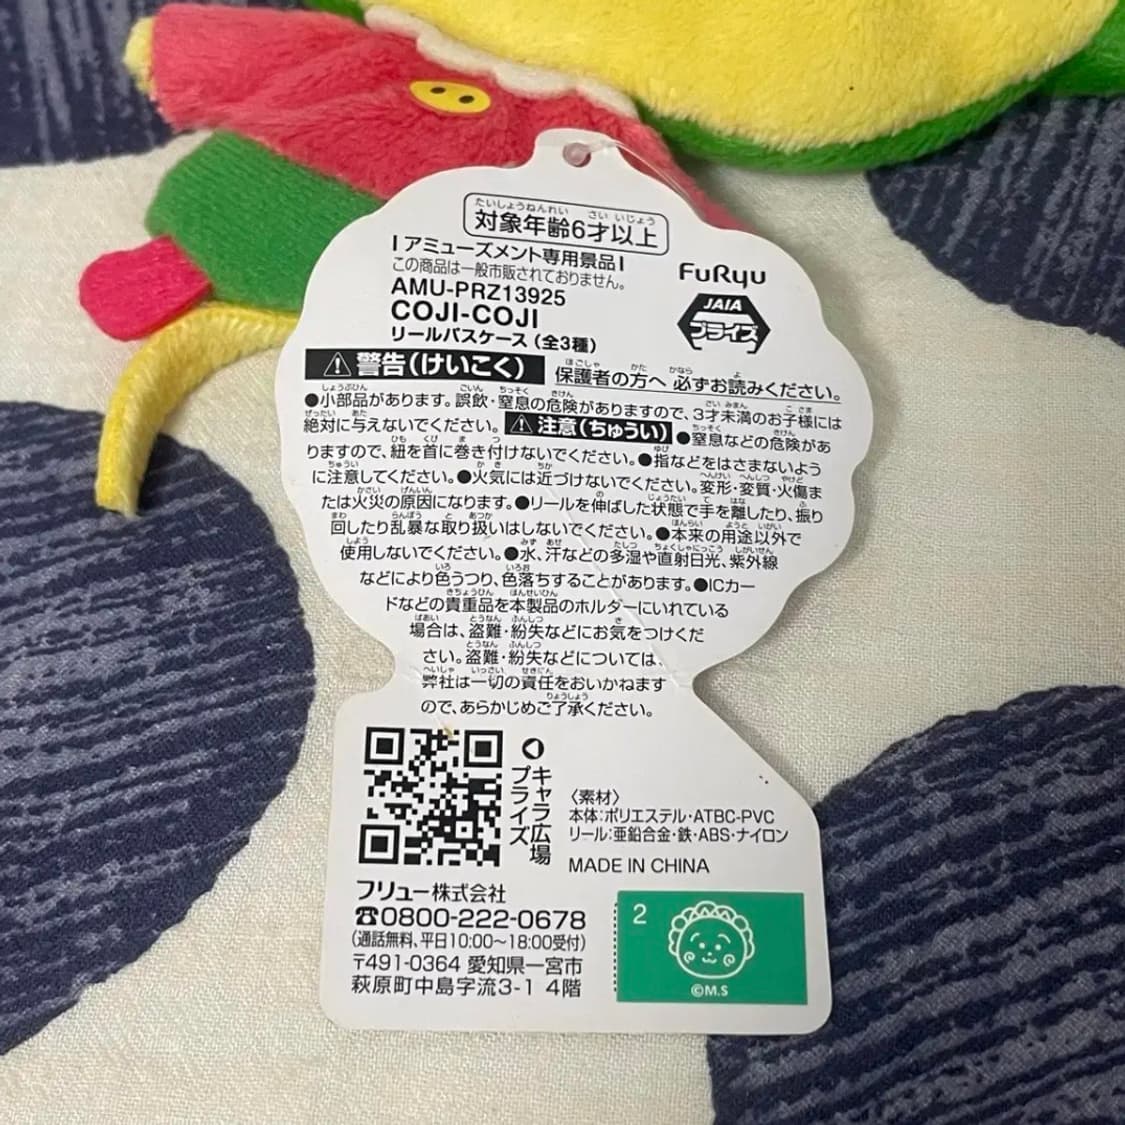 対象年齢6才以上
|アミューズメント専用景品|
この商品は一般市販されておりません。
AMU-PRZ13925
COJI-COJI
リールパスケース(全3種)
FuRyu
JAIA
プライズ
⚠警告(けいこく)
保護者の方へ 必ずお読みください。
●小部品があります。誤飲・窒息の危険がありますので、3才未満のお子様には
絶対に与えないでください。⚠注意(ちゅうい)●窒息などの危険があ
りますので、紐を首に巻き付けないでください。●指などをはさまないよう
に注意してください。●火気には近づけないでください。変形・変質・火傷ま
たは火災の原因になります。●リールを伸ばした状態で手を離したり、振り
回したり乱暴な取り扱いはしないでください。●本来の用途以外で
使用しないでください。●水、汗などの多湿や直射日光、紫外線
などにより色うつり、色落ちすることがあります。●ICカー
ドなどの貴重品を本製品のホルダーにいれている
場合は、盗難・紛失などにお気をつけくだ
さい。盗難・紛失などについては、
弊社は一切の責任をおいかねます
ので、あらかじめご了承ください。
キャラ広場
プライズ
〈素材〉
本体:ポリエステル・ATBC-PVC
リール:亜鉛合金・鉄・ABS・ナイロン
MADE IN CHINA
フリュー株式会社
☎0800-222-0678
(通話無料、平日10:00〜18:00受付)
〒491-0364 愛知県一宮市
萩原町中島字流3-1 4階
2
©M.S